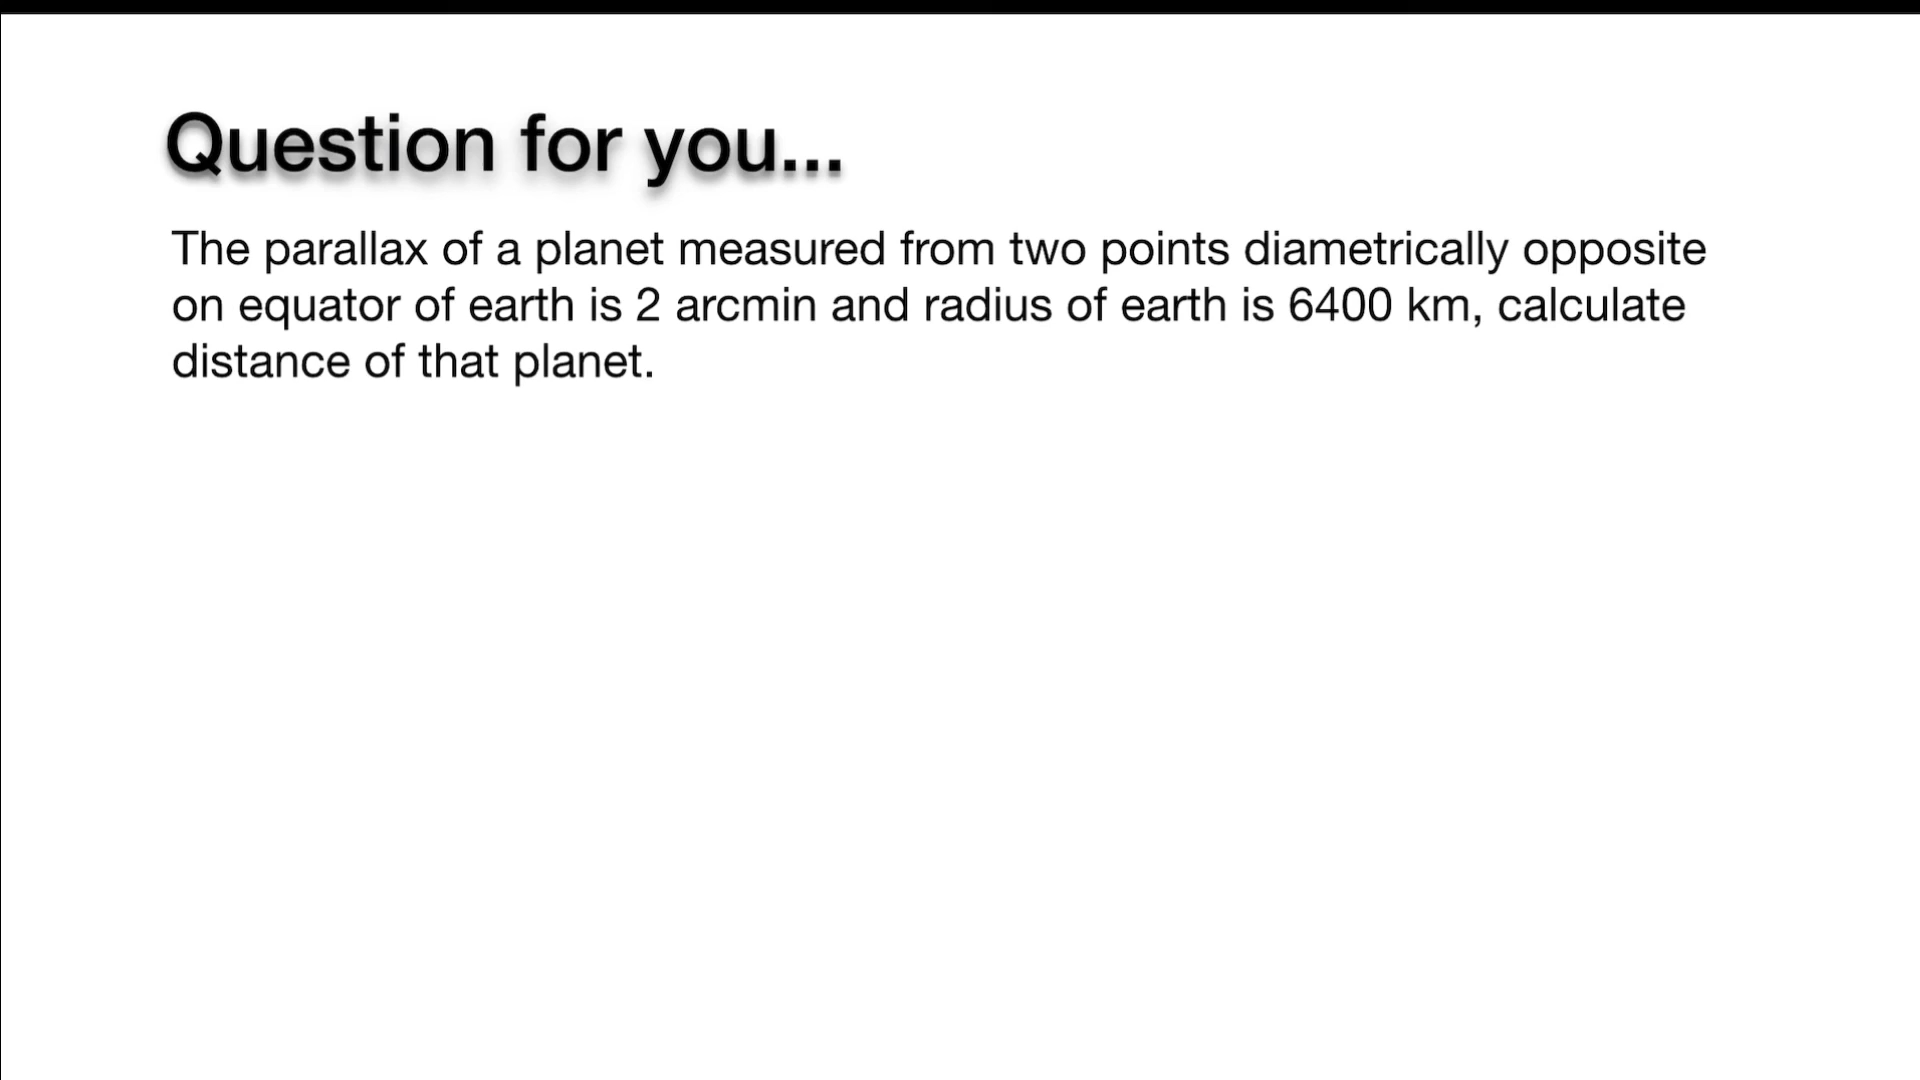 Question for you...
The parallax of a planet measured from two points diametrically opposite
on equator of earth is 2 arcmin and radius of earth is 6400 km, calculate
distance of that planet.